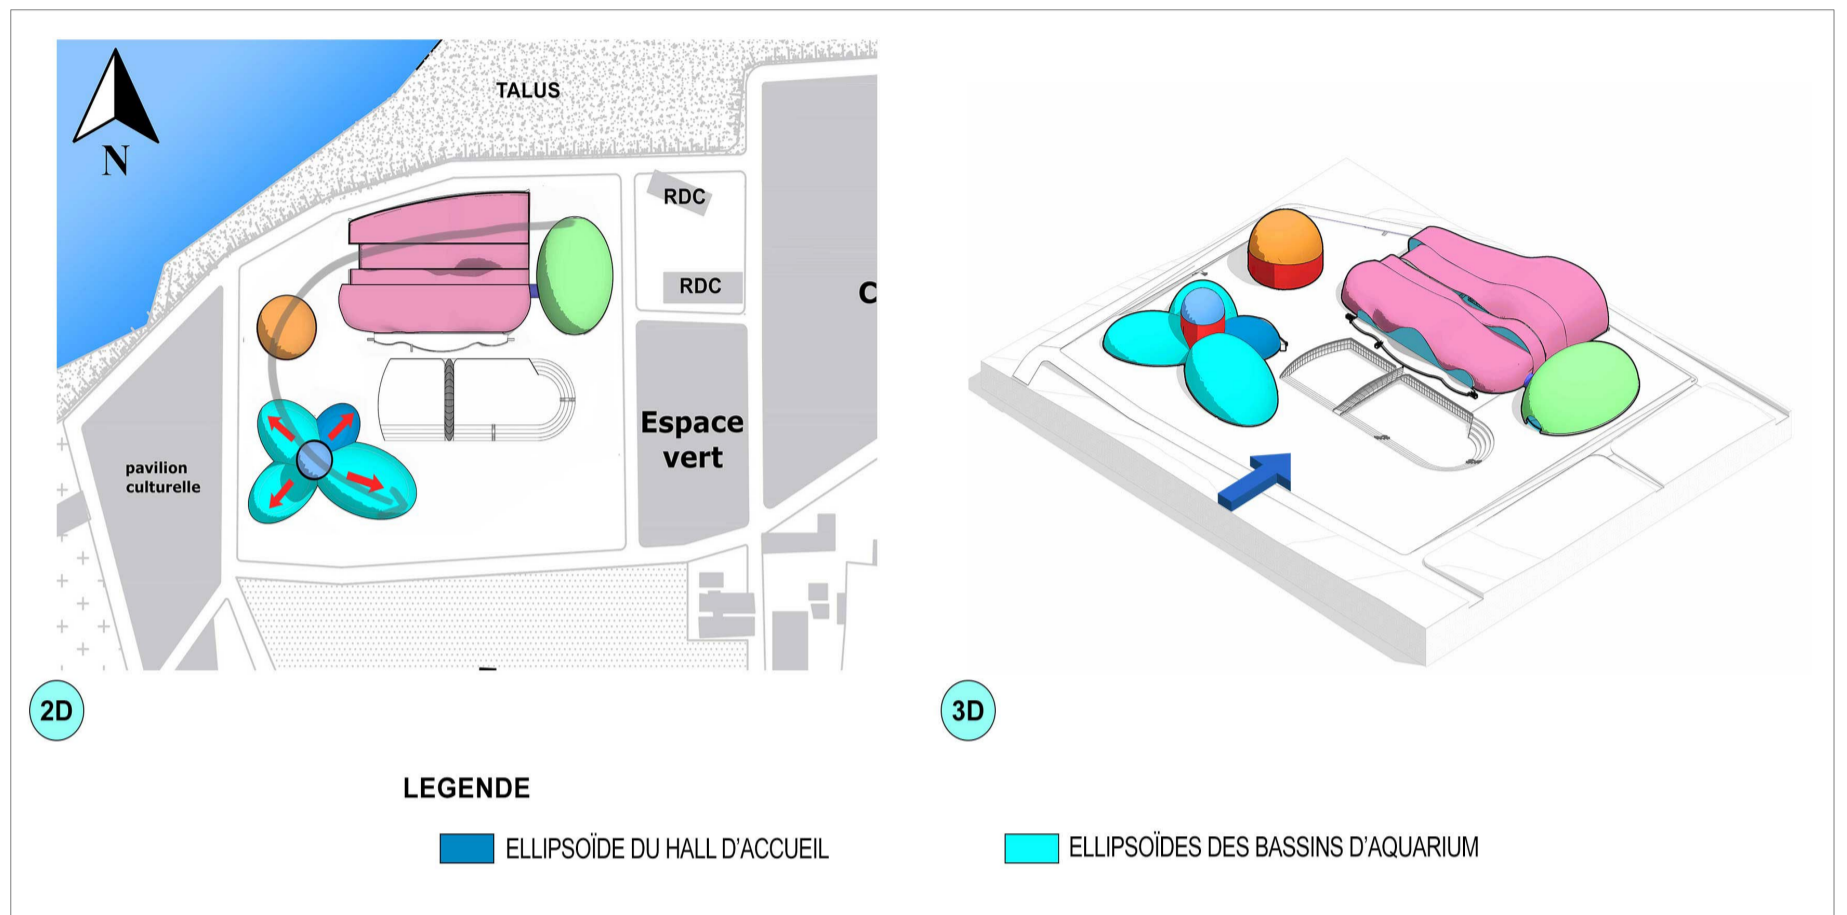 TALUS
N
RDC
RDC
C
Espace
vert
pavilion
culturelle
2D
3D
LEGENDE
ELLIPSOÏDE DU HALL D'ACCUEIL
ELLIPSOÏDES DES BASSINS D'AQUARIUM